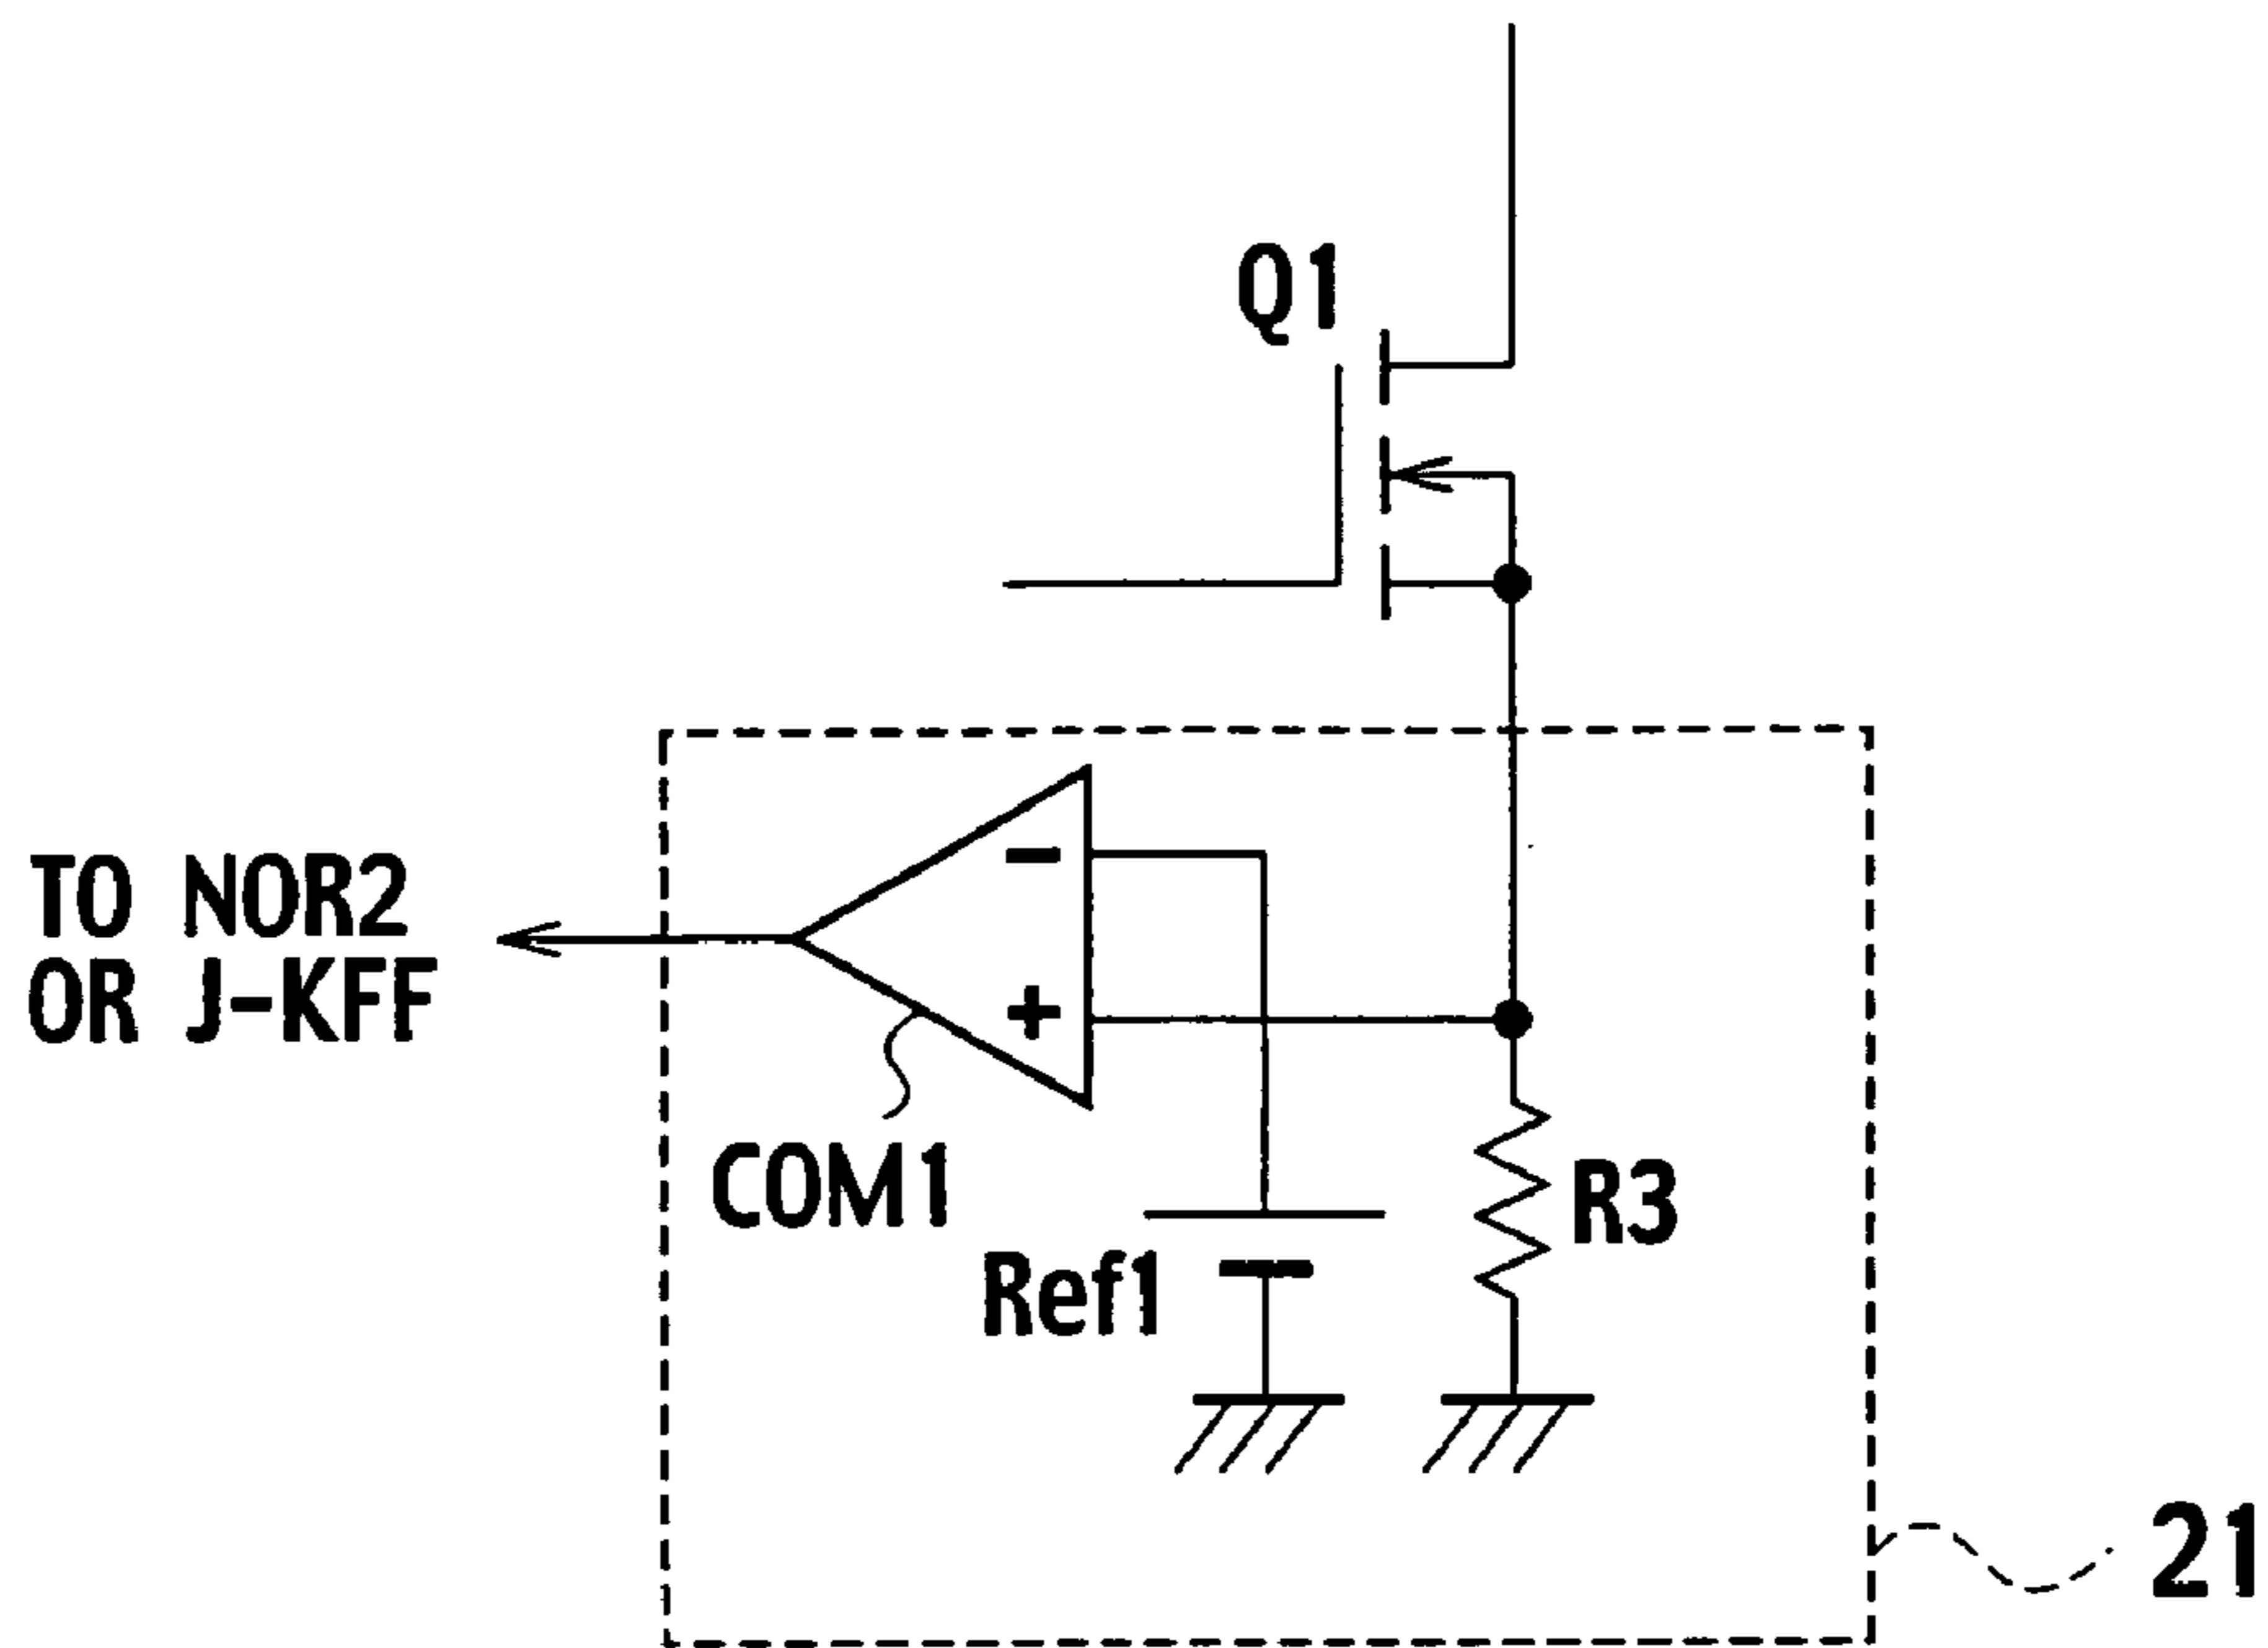 Q1
TO NOR2
OR J-KFF
-
+
COM1
R3
Ref1
21